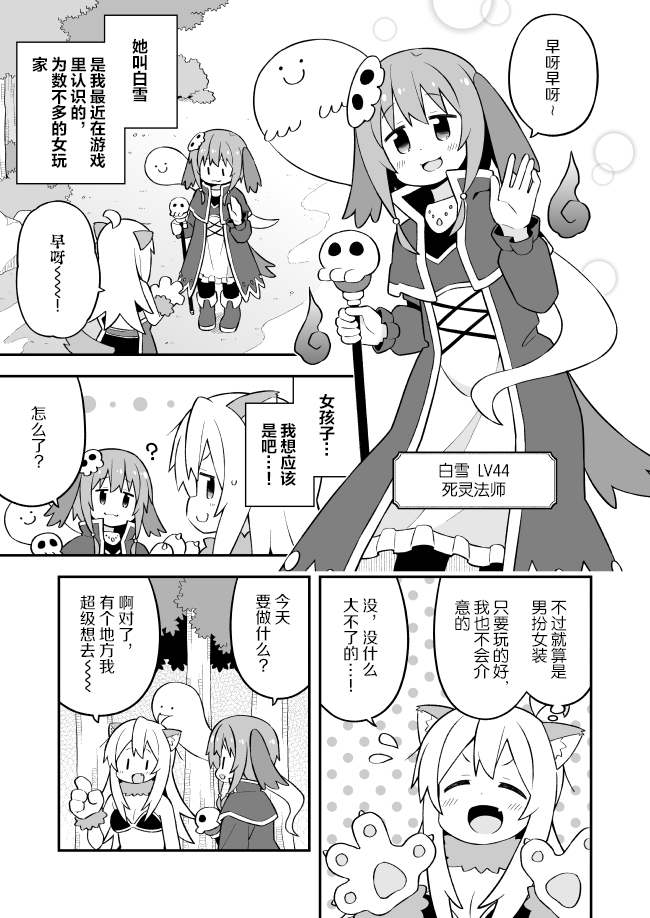 早呀早呀～
她叫白雪
是我最近在游戏
里认识的，
为数不多的女玩
家
早呀～～～！
白雪 LV44
死灵法师
女孩子…
我想应该
是吧…！
？
怎么了？
不过就算是
男扮女装
只要玩的好，
我也不会介
意的
没，没什么
大不了的…！
今天
要做什么？
啊对了，
有个地方我
超级想去～～